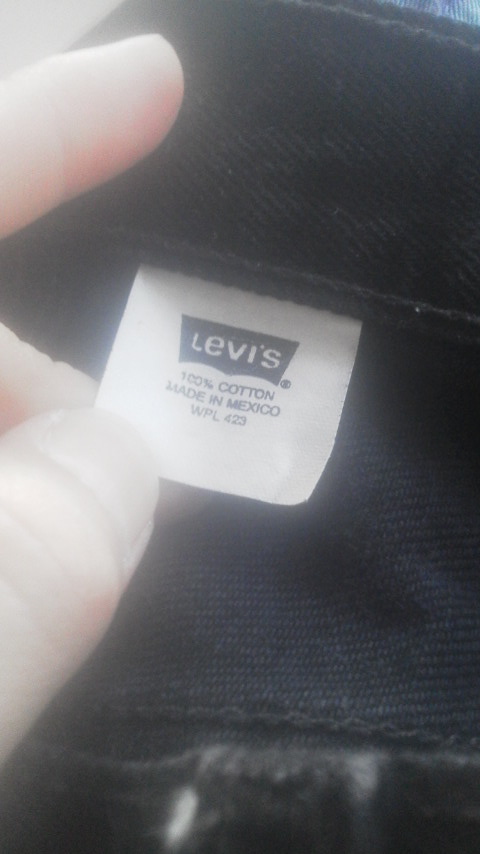 LEVI'S®
100% COTTON
MADE IN MEXICO
WPL 423